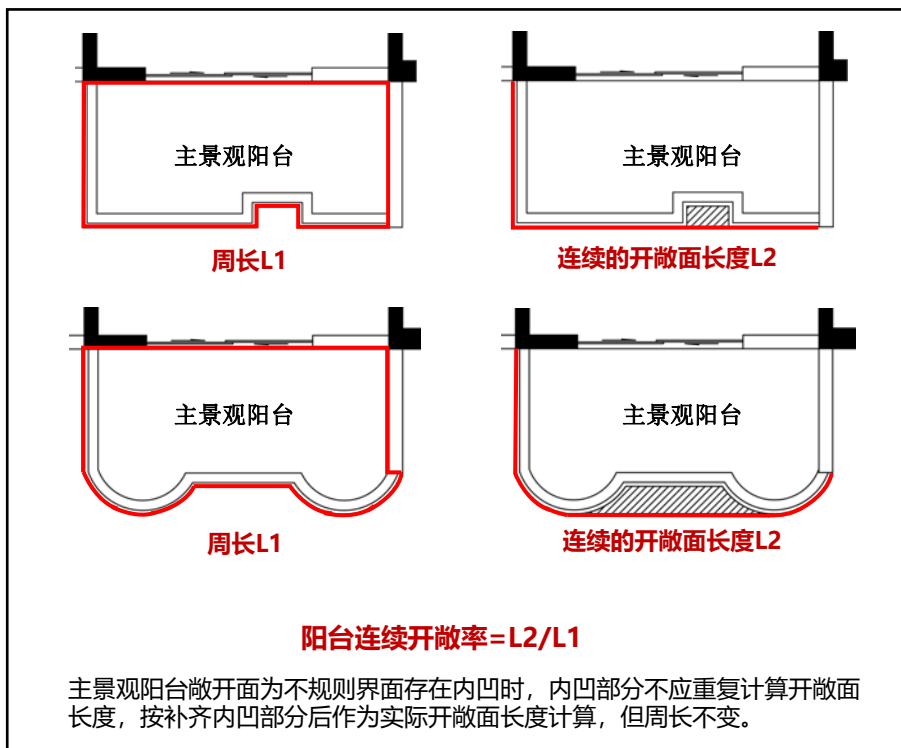 主景观阳台
主景观阳台
周长L1
连续的开敞面长度L2
主景观阳台
主景观阳台
周长L1
连续的开敞面长度L2
阳台连续开敞率=L2/L1
主景观阳台敞开面为不规则界面存在内凹时，内凹部分不应重复计算开敞面
长度，按补齐内凹部分后作为实际开敞面长度计算，但周长不变。